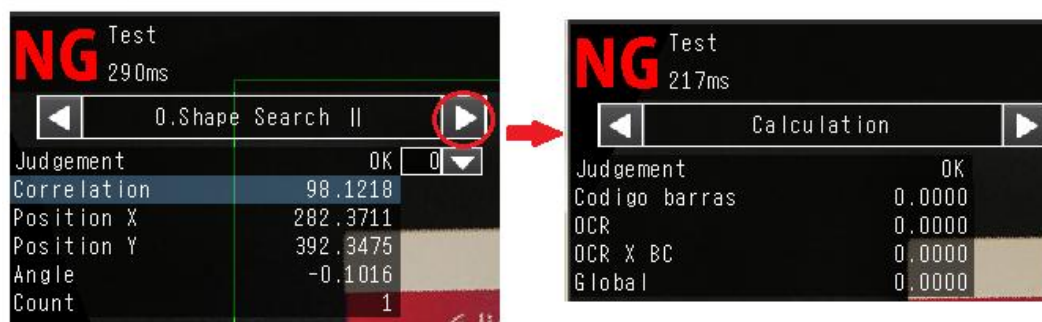 NG Test
290ms
0.Shape Search II
Judgement OK 0
Correlation 98.1218
Position X 282.3711
Position Y 392.3475
Angle -0.1016
Count 1
NG Test
217ms
Calculation
Judgement OK
Codigo barras 0.0000
OCR 0.0000
OCR X BC 0.0000
Global 0.0000